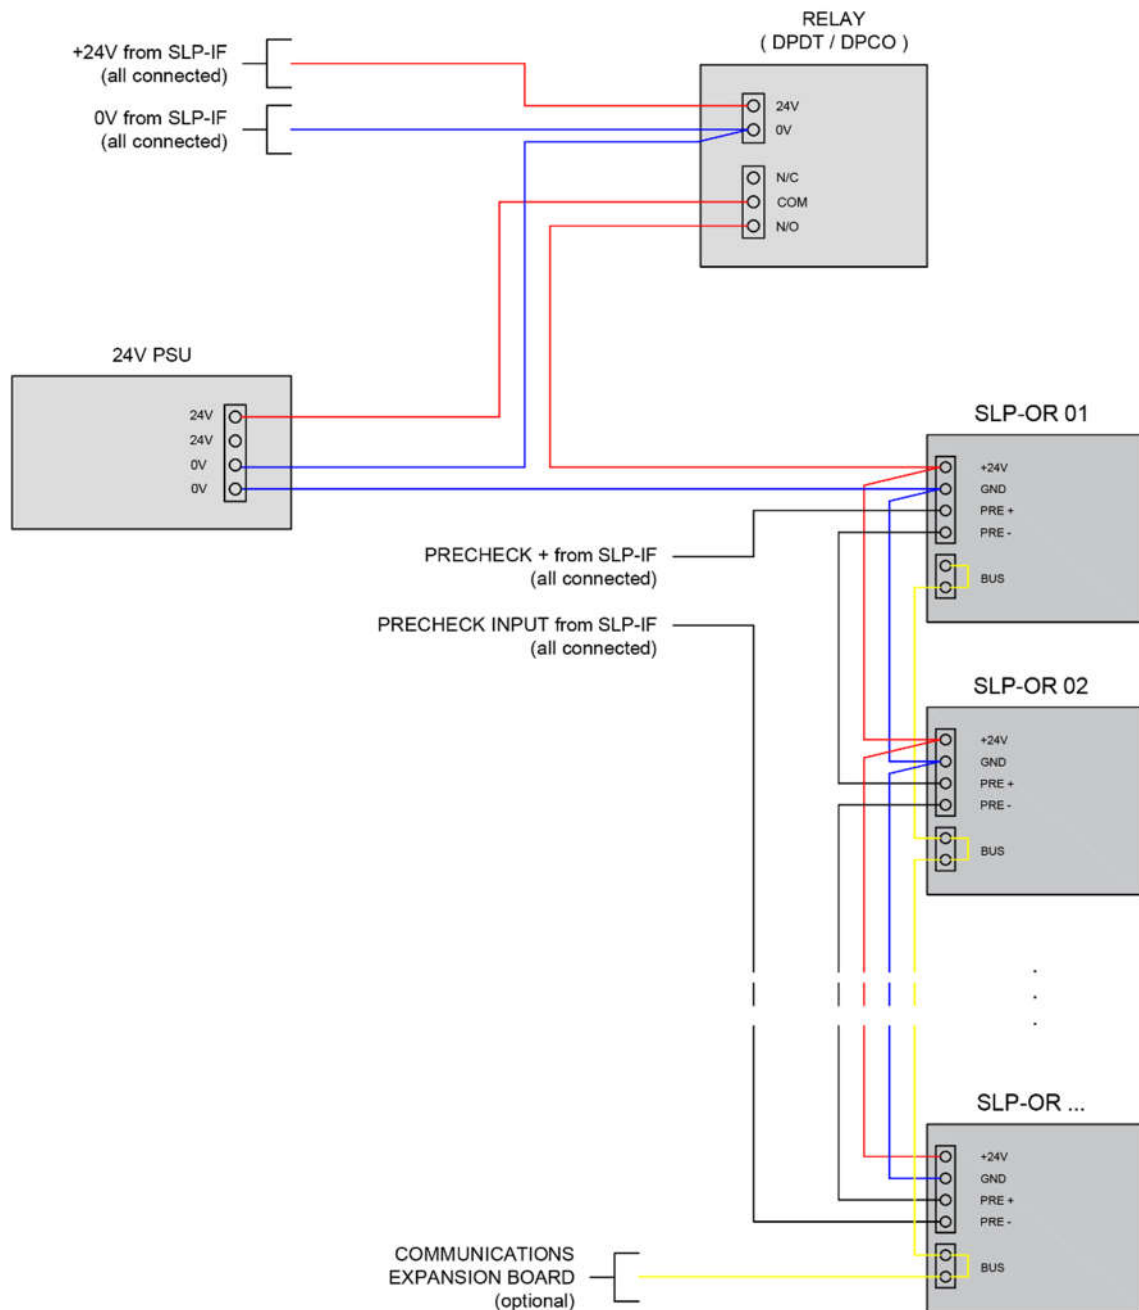 RELAY
( DPDT / DPCO )
+24V from SLP-IF
(all connected)
0V from SLP-IF
(all connected)
24V
0V
N/C
COM
N/O
24V PSU
24V
24V
0V
0V
SLP-OR 01
+24V
GND
PRE +
PRE -
BUS
PRECHECK + from SLP-IF
(all connected)
PRECHECK INPUT from SLP-IF
(all connected)
SLP-OR 02
+24V
GND
PRE +
PRE -
BUS
SLP-OR ...
+24V
GND
PRE +
PRE -
BUS
COMMUNICATIONS
EXPANSION BOARD
(optional)